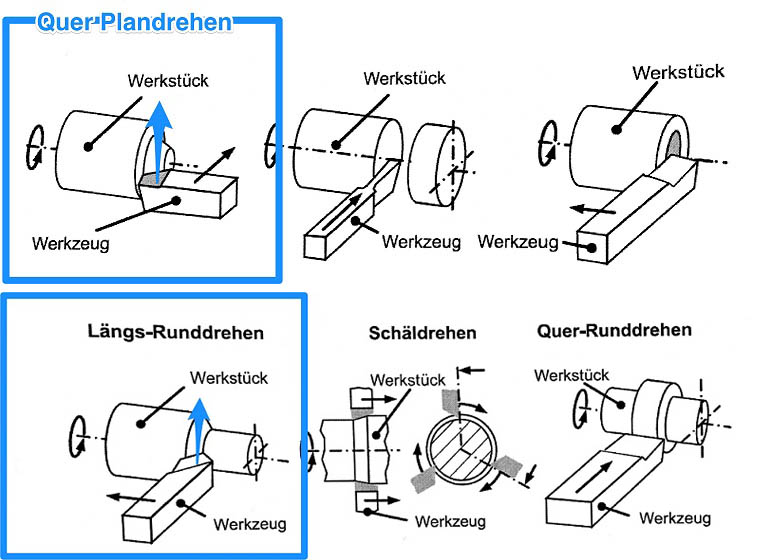 Quer-Plandrehen
Werkstück
Werkzeug
Werkstück
Werkzeug
Werkstück
Werkzeug
Längs-Runddrehen
Schäldrehen
Quer-Runddrehen
Werkstück
Werkzeug
Werkstück
Werkzeug
Werkstück
Werkzeug